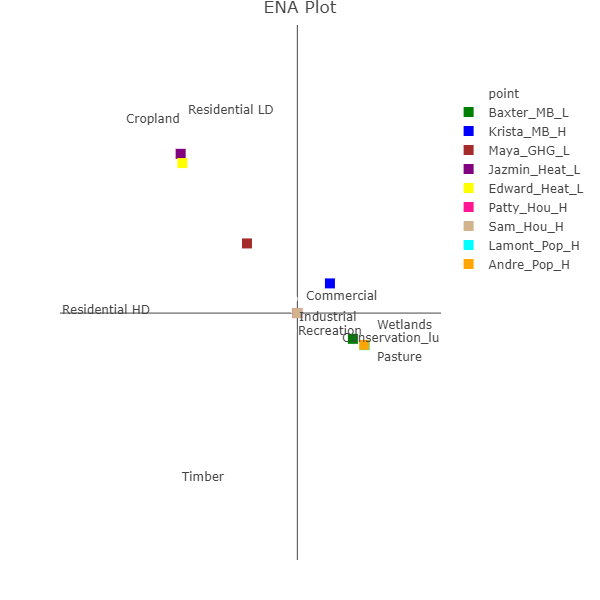 ENA Plot
point
Baxter_MB_L
Krista_MB_H
Maya_GHG_L
Jazmin_Heat_L
Edward_Heat_L
Patty_Hou_H
Sam_Hou_H
Lamont_Pop_H
Andre_Pop_H
Residential LD
Cropland
Commercial
Residential HD
Industrial
Wetlands
Recreation
Conservation_lu
Pasture
Timber